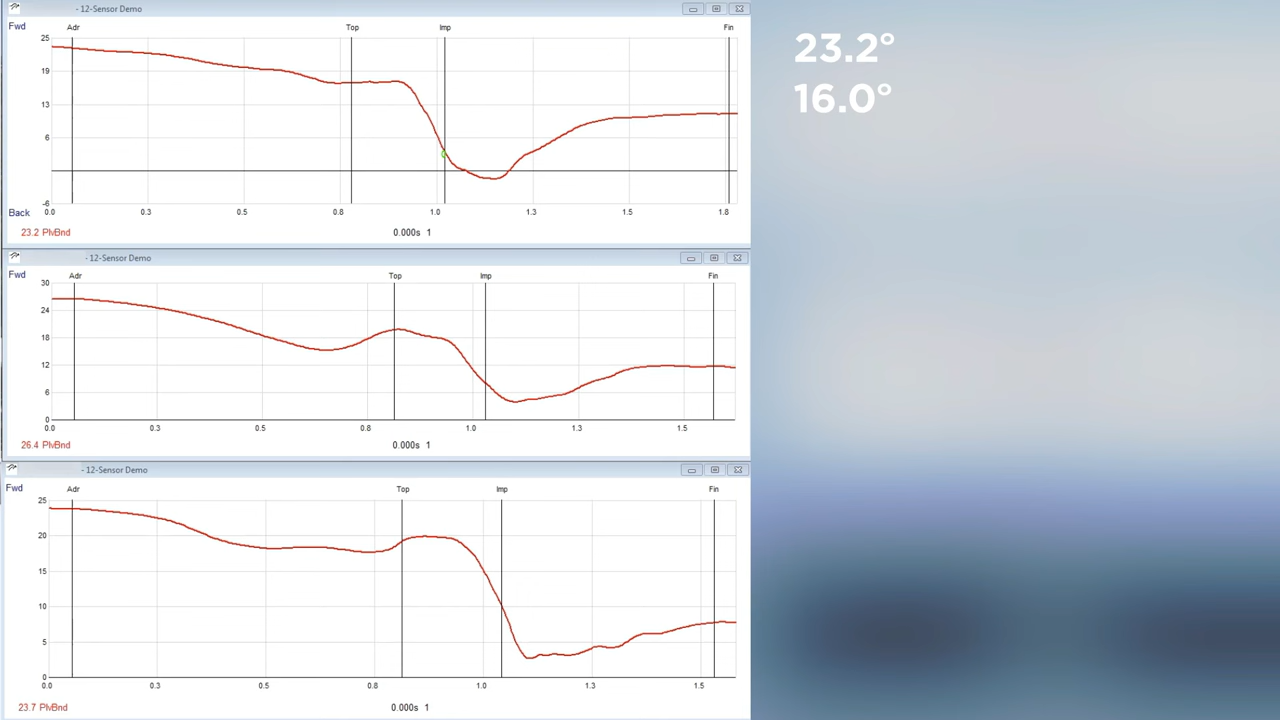 - 12-Sensor Demo
Fwd
Adr Top Imp Fin
25
19
13
6
-6
Back
0.0 0.3 0.5 0.8 1.0 1.3 1.5 1.8
23.2 PlvBnd 0.000s 1
- 12-Sensor Demo
Fwd
Adr Top Imp Fin
30
24
18
12
6
0
0.0 0.3 0.5 0.8 1.0 1.3 1.5
26.4 PlvBnd 0.000s 1
- 12-Sensor Demo
Fwd
Adr Top Imp Fin
25
20
15
10
5
0
0.0 0.3 0.5 0.8 1.0 1.3 1.5
23.7 PlvBnd 0.000s 1
23.2°
16.0°